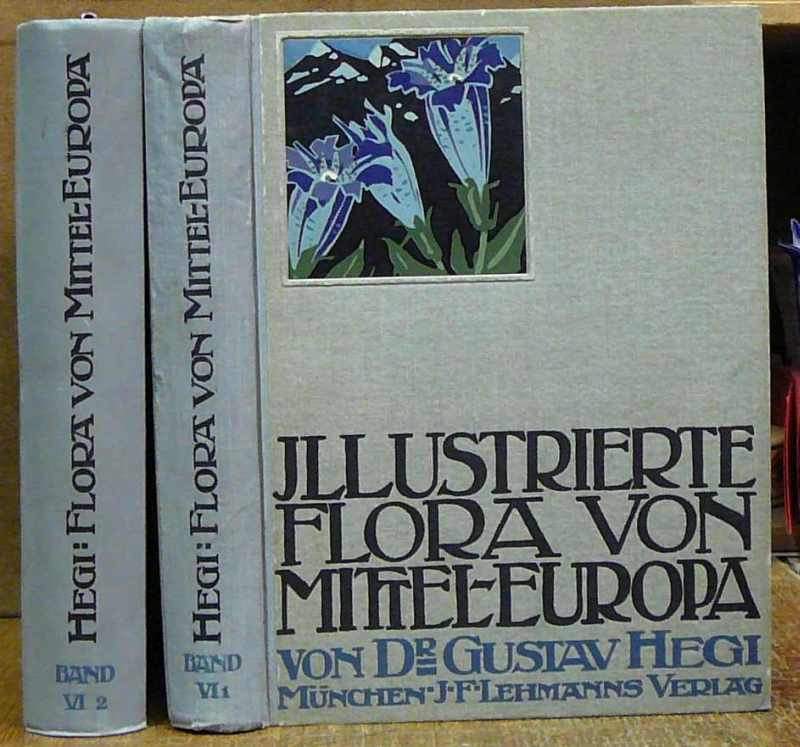 HEGI: FLORA VON MITTEL-EUROPA
BAND
VI 2
HEGI: FLORA VON MITTEL-EUROPA
BAND
VI 1
JLLUSTRIERTE
FLORA VON
MITTEL-EUROPA
VON DR GUSTAV HEGI
MÜNCHEN · J · F · LEHMANNS VERLAG